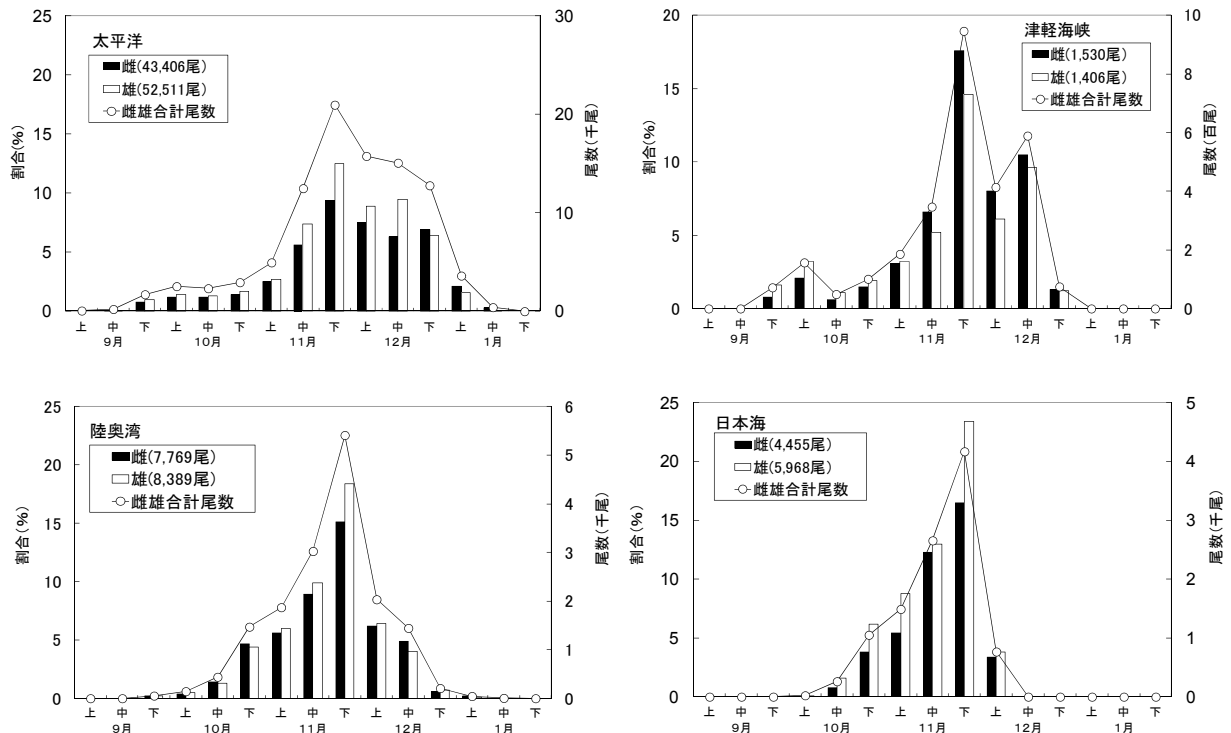 太平洋
雌(43,406尾)
雄(52,511尾)
雌雄合計尾数
割合(%)
25
20
15
10
5
0
尾数(千尾)
30
20
10
0
上 中 下 上 中 下 上 中 下 上 中 下 上 中 下
9月 10月 11月 12月 1月
津軽海峡
雌(1,530尾)
雄(1,406尾)
雌雄合計尾数
割合(%)
20
15
10
5
0
尾数(百尾)
10
8
6
4
2
0
上 中 下 上 中 下 上 中 下 上 中 下 上 中 下
9月 10月 11月 12月 1月
陸奥湾
雌(7,769尾)
雄(8,389尾)
雌雄合計尾数
割合(%)
25
20
15
10
5
0
尾数(千尾)
6
5
4
3
2
1
0
上 中 下 上 中 下 上 中 下 上 中 下 上 中 下
9月 10月 11月 12月 1月
日本海
雌(4,455尾)
雄(5,968尾)
雌雄合計尾数
割合(%)
25
20
15
10
5
0
尾数(千尾)
5
4
3
2
1
0
上 中 下 上 中 下 上 中 下 上 中 下 上 中 下
9月 10月 11月 12月 1月